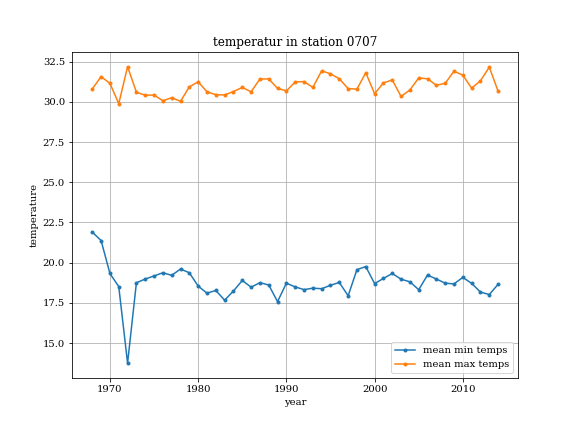 temperatur in station 0707
32.5
30.0
27.5
25.0
22.5
20.0
17.5
15.0
temperature
1970 1980 1990 2000 2010
year
mean min temps
mean max temps